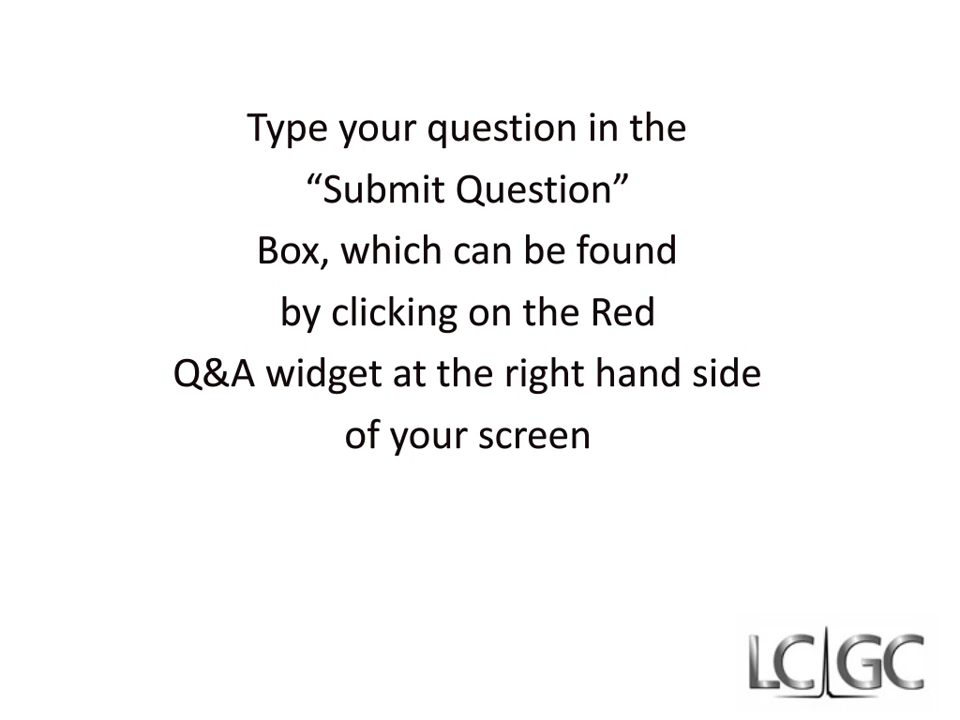 Type your question in the
“Submit Question”
Box, which can be found
by clicking on the Red
Q&A widget at the right hand side
of your screen
LC GC